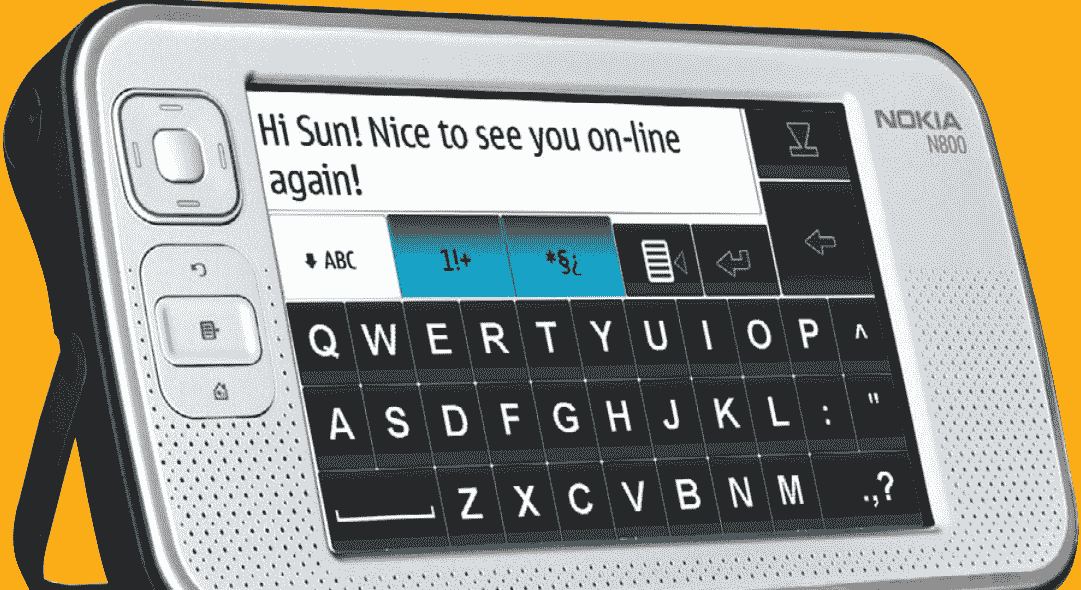 Hi Sun! Nice to see you on-line
again!
NOKIA
N800
ABC 1!+ *§¿
Q W E R T Y U I O P ^
A S D F G H J K L : "
Z X C V B N M .,?